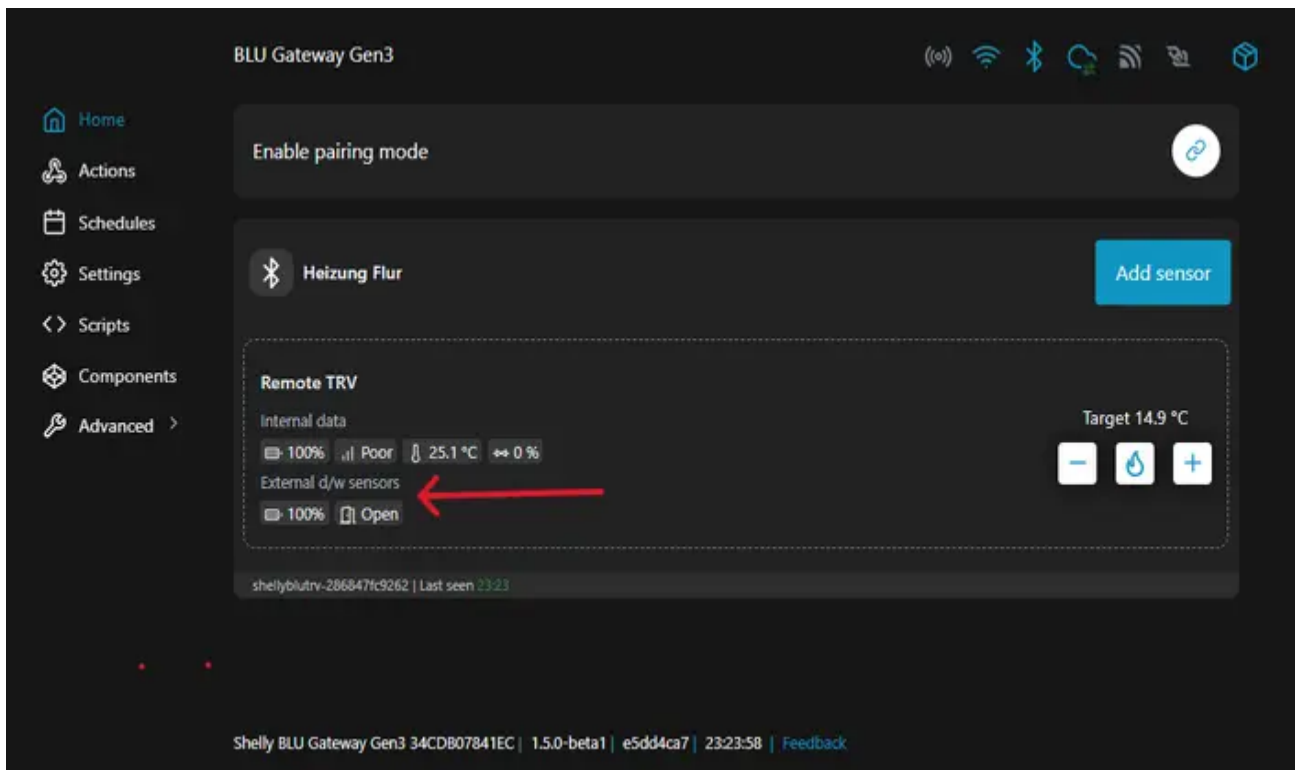 BLU Gateway Gen3
Home
Actions
Schedules
Settings
Scripts
Components
Advanced
Enable pairing mode
Heizung Flur
Add sensor
Remote TRV
Internal data
100% Poor 25.1 °C 0 %
External d/w sensors
100% Open
Target 14.9 °C
shellyblutrv-286847fc9262 | Last seen 23:23
Shelly BLU Gateway Gen3 34CDB07841EC | 1.5.0-beta1 | e5dd4ca7 | 23:23:58 | Feedback